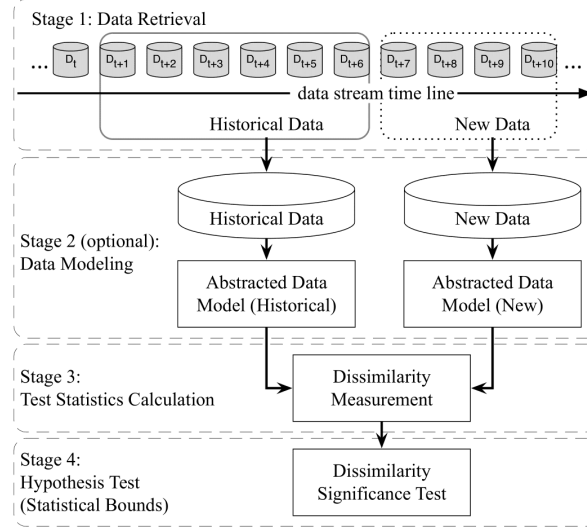 Stage 1: Data Retrieval
... Dt Dt+1 Dt+2 Dt+3 Dt+4 Dt+5 Dt+6 Dt+7 Dt+8 Dt+9 Dt+10 ...
data stream time line
Historical Data New Data
Historical Data New Data
Stage 2 (optional):
Data Modeling
Abstracted Data
Model (Historical)
Abstracted Data
Model (New)
Stage 3:
Test Statistics Calculation
Dissimilarity
Measurement
Stage 4:
Hypothesis Test
(Statistical Bounds)
Dissimilarity
Significance Test